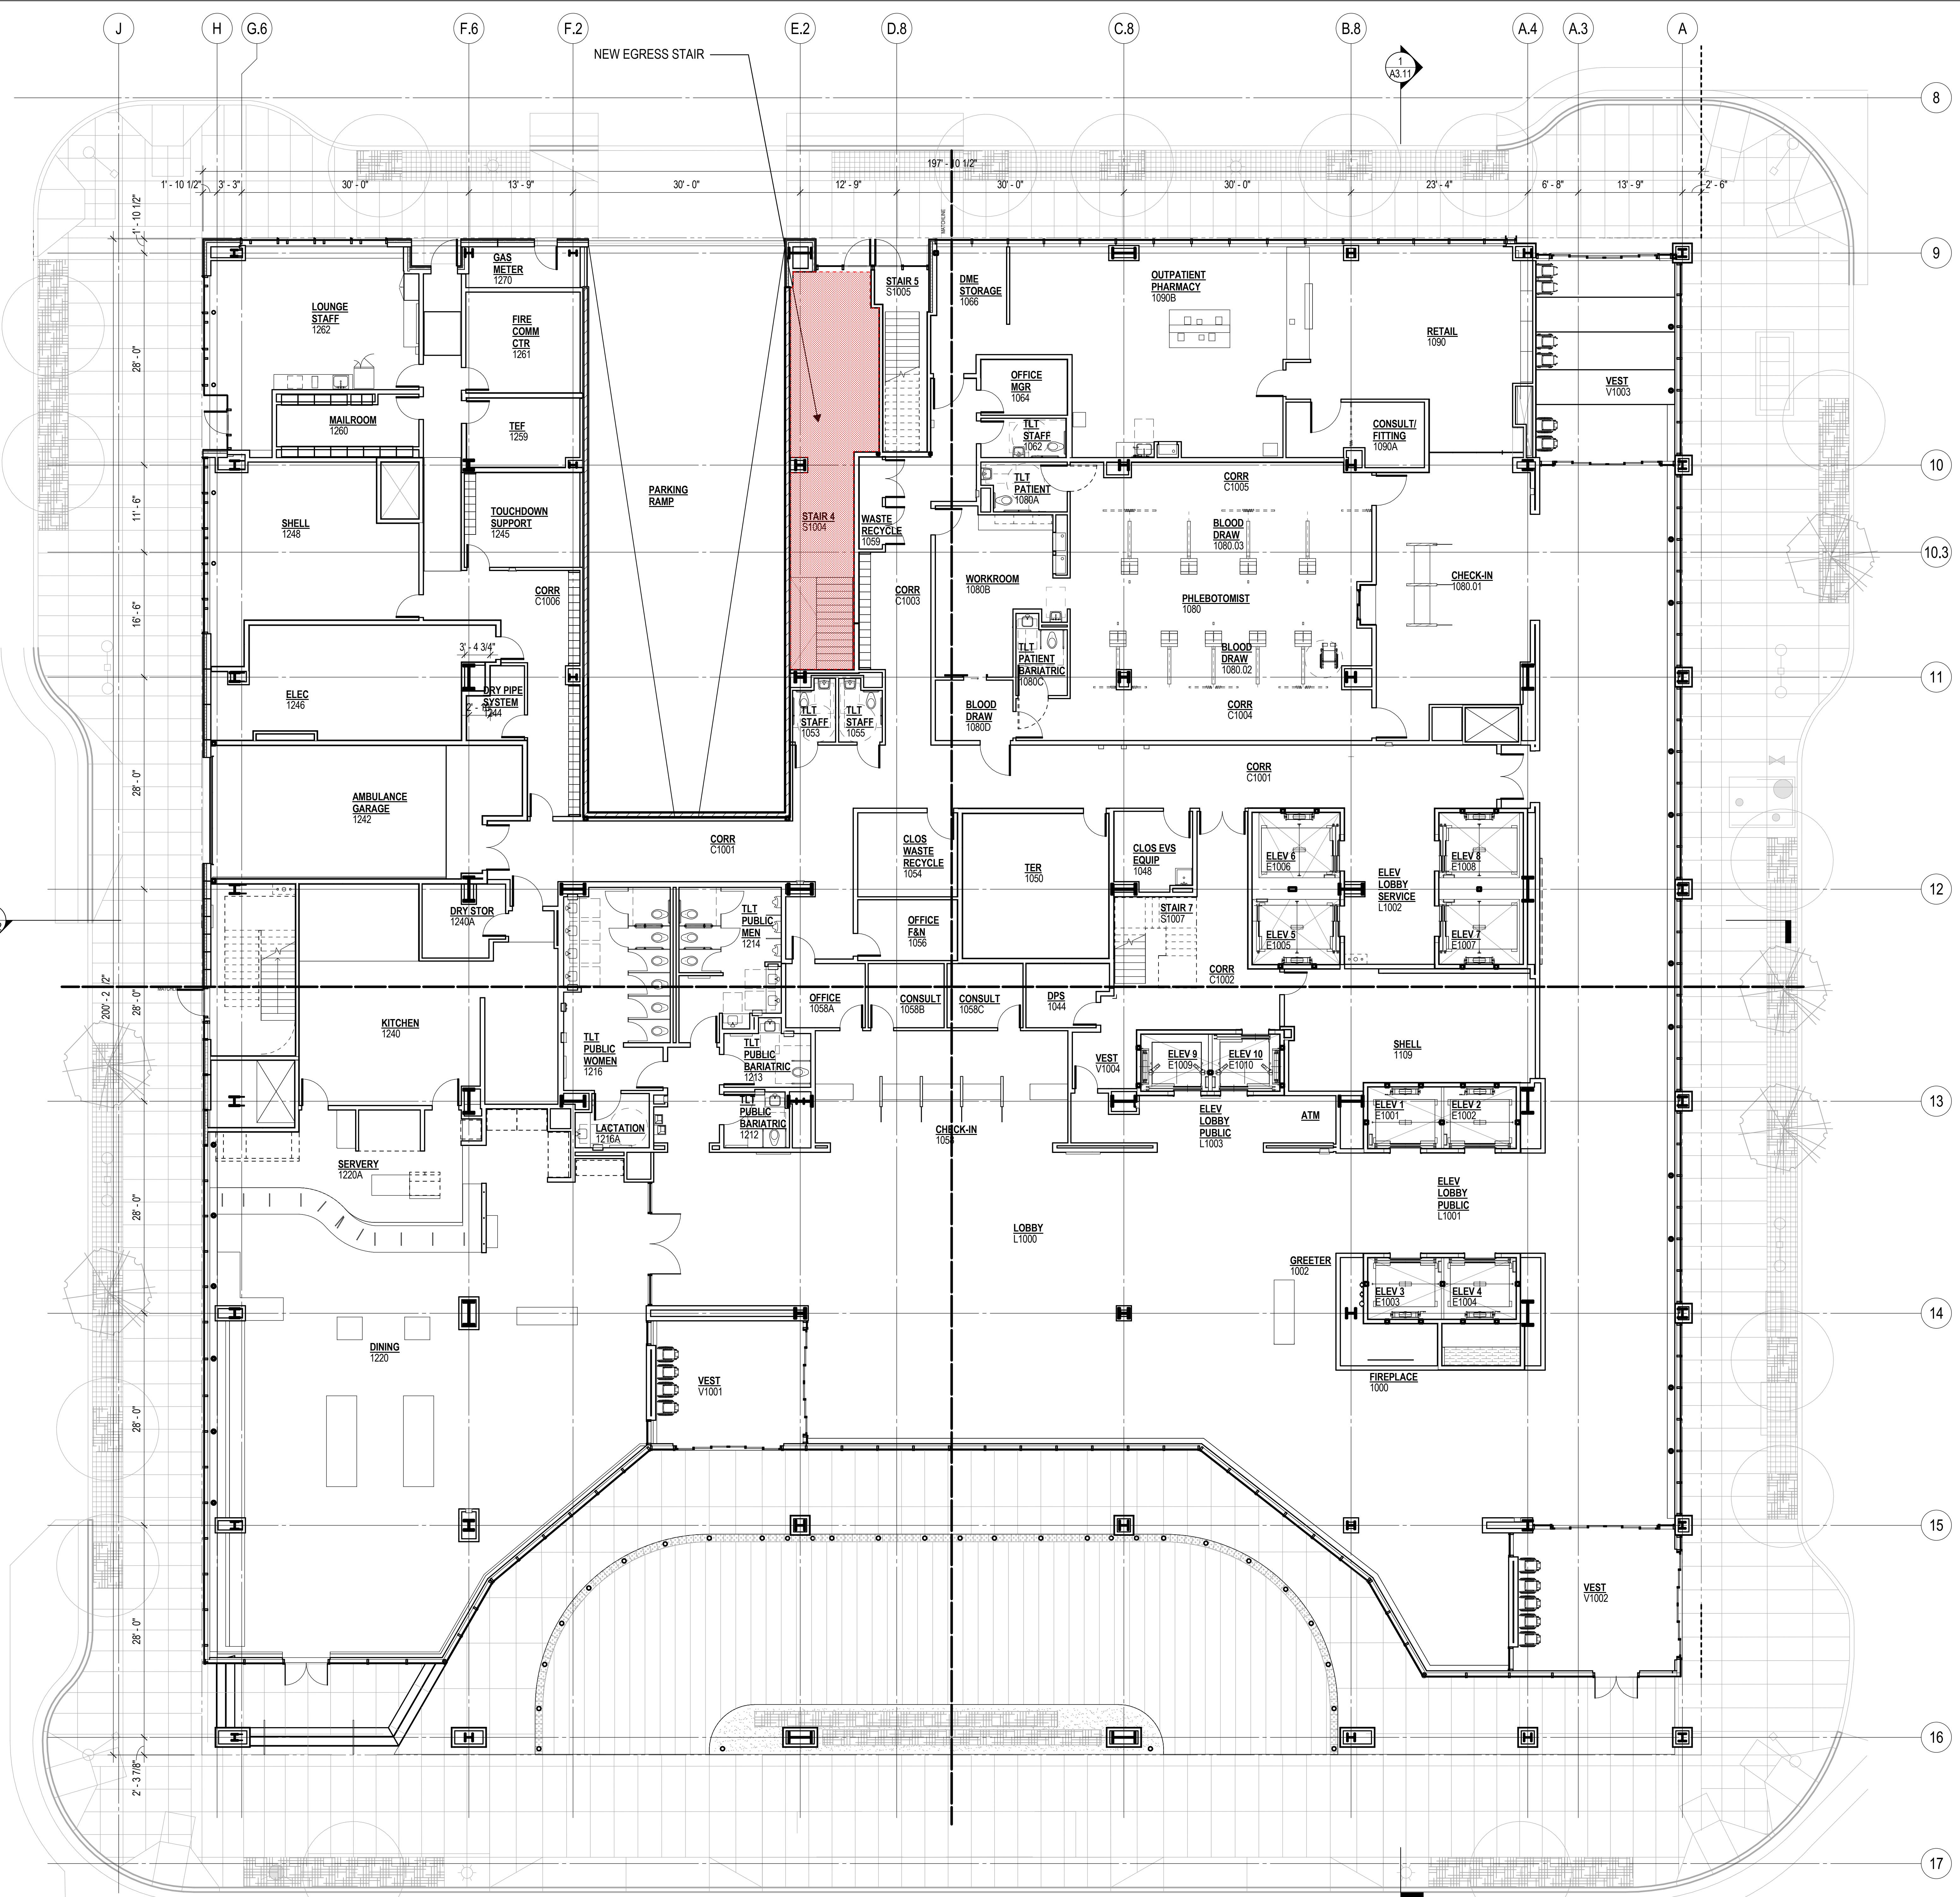 J
H
G.6
F.6
F.2
E.2
D.8
C.8
B.8
A.4
A.3
A
NEW EGRESS STAIR
1
A3.11
8
197' - 10 1/2"
1' - 10 1/2"
3' - 3"
30' - 0"
13' - 9"
30' - 0"
12' - 9"
30' - 0"
30' - 0"
23' - 4"
6' - 8"
13' - 9"
2' - 6"
1' - 10 1/2"
MATCHLINE
9
GAS
METER
1270
STAIR 5
S1005
DME
STORAGE
1066
OUTPATIENT
PHARMACY
1090B
LOUNGE
STAFF
1262
FIRE
COMM
CTR
1261
RETAIL
1090
28' - 0"
OFFICE
MGR
1064
VEST
V1003
MAILROOM
1260
TEF
1259
TLT
STAFF
1062
CONSULT/
FITTING
1090A
10
TLT
PATIENT
1080A
CORR
C1005
PARKING
RAMP
11' - 6"
SHELL
1248
TOUCHDOWN
SUPPORT
1245
STAIR 4
S1004
WASTE
RECYCLE
1059
BLOOD
DRAW
1080.03
10.3
CORR
C1006
CORR
C1003
WORKROOM
1080B
PHLEBOTOMIST
1080
CHECK-IN
1080.01
16' - 6"
3' - 4 3/4"
TLT
PATIENT
BARIATRIC
1080C
BLOOD
DRAW
1080.02
11
ELEC
1246
DRY PIPE
SYSTEM
1244
TLT
STAFF
1053
TLT
STAFF
1055
BLOOD
DRAW
1080D
CORR
C1004
28' - 0"
AMBULANCE
GARAGE
1242
CORR
C1001
CORR
C1001
CLOS
WASTE
RECYCLE
1054
TER
1050
CLOS EVS
EQUIP
1048
ELEV 6
E1006
ELEV 8
E1008
ELEV
LOBBY
SERVICE
L1002
12
DRY STOR
1240A
TLT
PUBLIC
MEN
1214
OFFICE
F&N
1056
STAIR 7
S1007
ELEV 5
E1005
ELEV 7
E1007
CORR
C1002
200' - 2 1/2"
28' - 0"
MATCHLINE
KITCHEN
1240
OFFICE
1058A
CONSULT
1058B
CONSULT
1058C
DPS
1044
TLT
PUBLIC
WOMEN
1216
TLT
PUBLIC
BARIATRIC
1213
VEST
V1004
ELEV 9
E1009
ELEV 10
E1010
SHELL
1109
13
TLT
PUBLIC
BARIATRIC
1212
LACTATION
1216A
CHECK-IN
1058
ELEV
LOBBY
PUBLIC
L1003
ATM
ELEV 1
E1001
ELEV 2
E1002
SERVERY
1220A
28' - 0"
ELEV
LOBBY
PUBLIC
L1001
LOBBY
L1000
GREETER
1002
ELEV 3
E1003
ELEV 4
E1004
14
DINING
1220
VEST
V1001
FIREPLACE
1000
28' - 0"
15
VEST
V1002
28' - 0"
16
2' - 3 7/8"
17